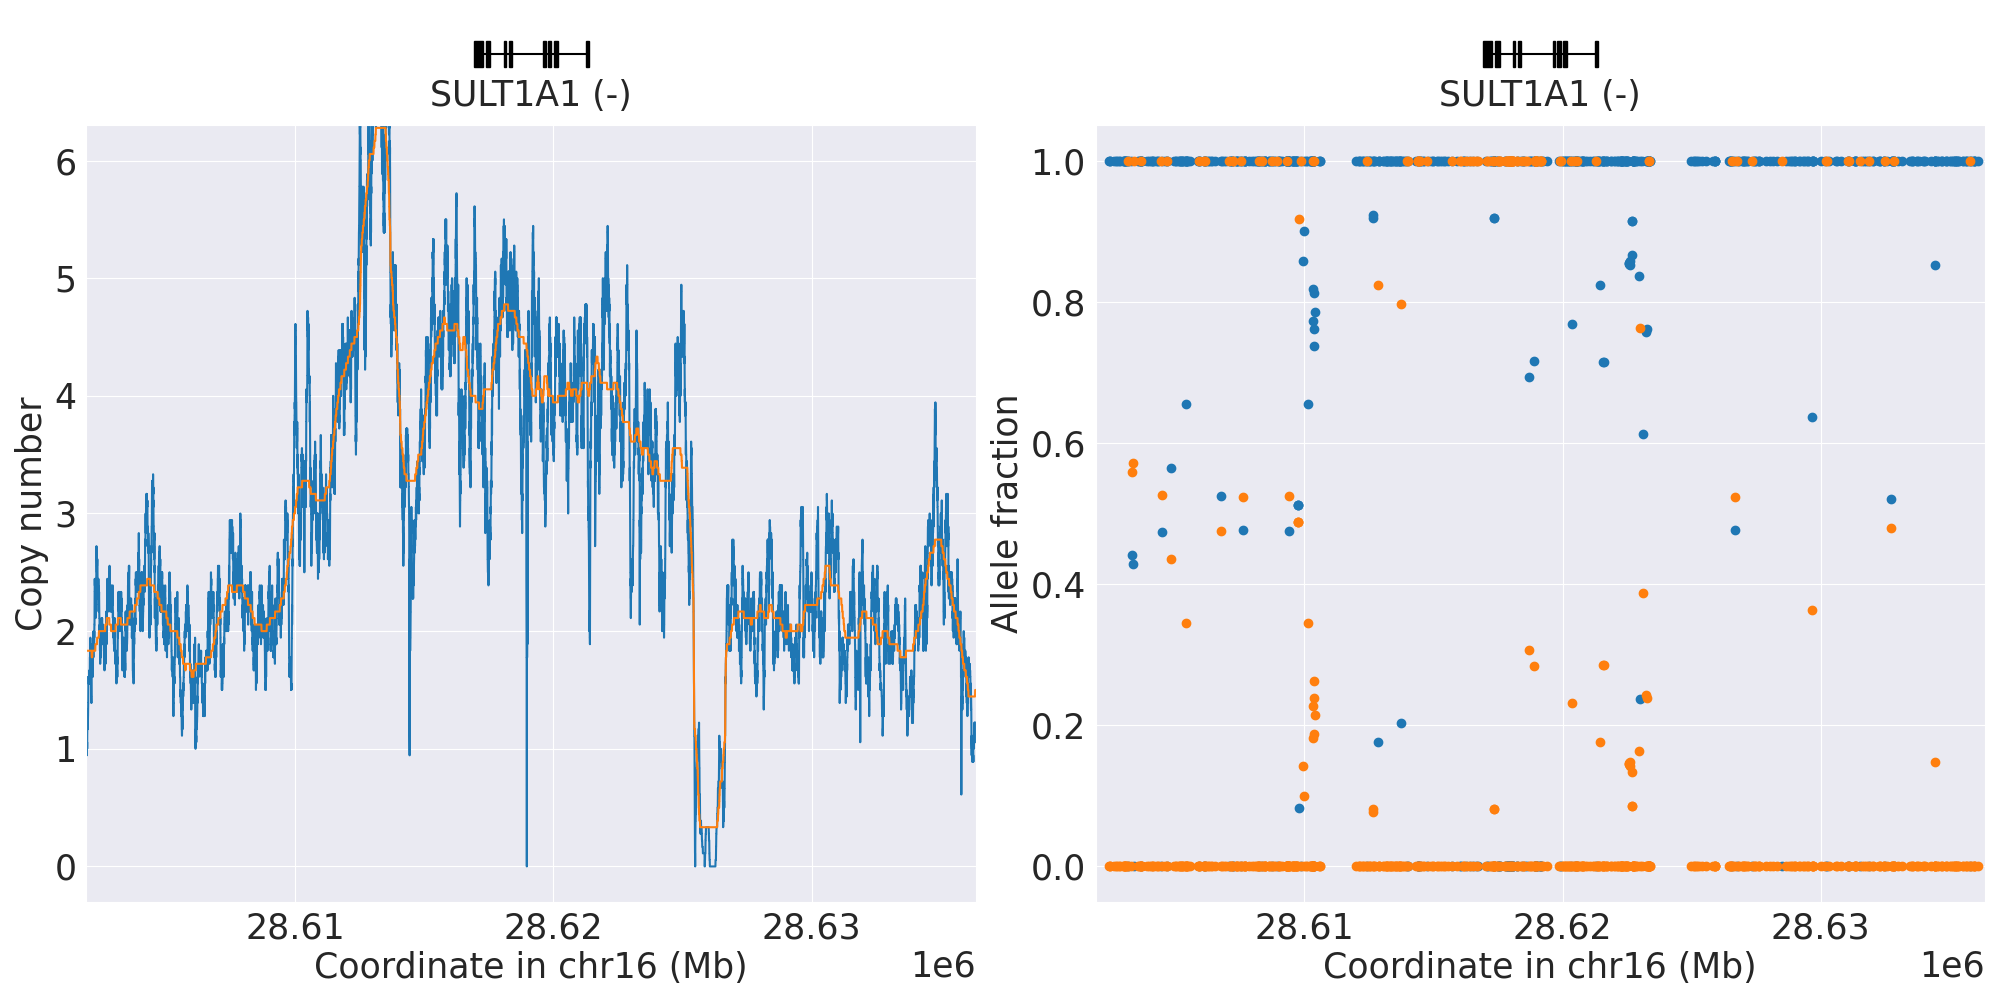 SULT1A1 (-)
6
5
4
3
2
1
0
Copy number
28.61
28.62
28.63
Coordinate in chr16 (Mb)
1e6
SULT1A1 (-)
1.0
0.8
0.6
0.4
0.2
0.0
Allele fraction
28.61
28.62
28.63
Coordinate in chr16 (Mb)
1e6